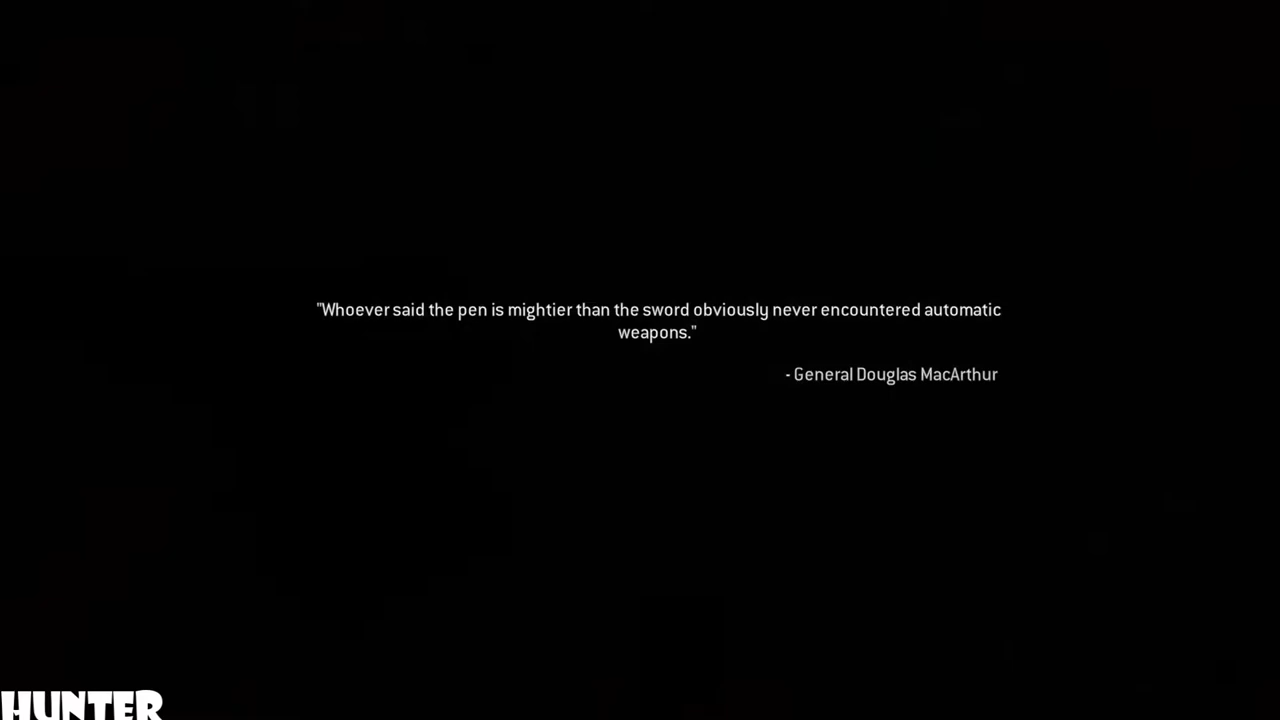 "Whoever said the pen is mightier than the sword obviously never encountered automatic
weapons."
- General Douglas MacArthur
HUNTER